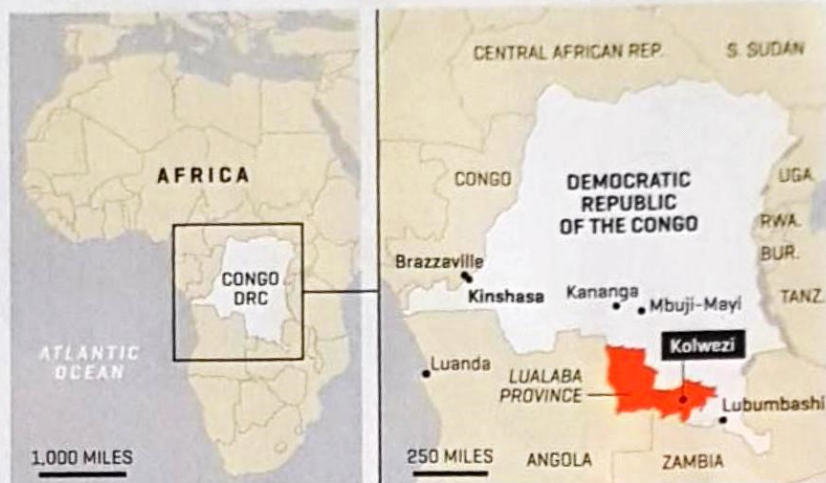 AFRICA
CONGO
DRC
ATLANTIC
OCEAN
1,000 MILES
CENTRAL AFRICAN REP.
S. SUDAN
CONGO
DEMOCRATIC
REPUBLIC
OF THE CONGO
UGA.
RWA.
BUR.
TANZ.
Brazzaville
Kinshasa
Kananga
Mbuji-Mayi
Kolwezi
Luanda
LUALABA
PROVINCE
Lubumbashi
250 MILES
ANGOLA
ZAMBIA